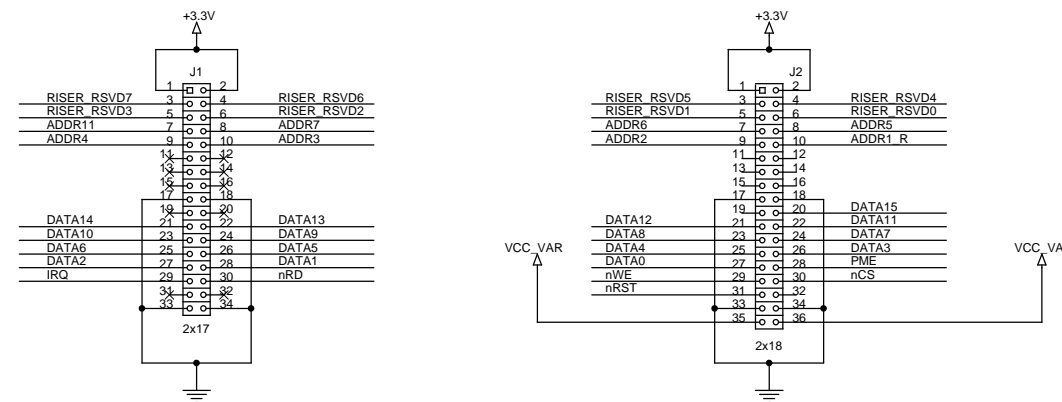 +3.3V +3.3V
J1 J2
1 2 1 2
RISER_RSVD7 3 4 RISER_RSVD6 RISER_RSVD5 3 4 RISER_RSVD4
RISER_RSVD3 5 6 RISER_RSVD2 RISER_RSVD1 5 6 RISER_RSVD0
ADDR11 7 8 ADDR7 ADDR6 7 8 ADDR5
ADDR4 9 10 ADDR3 ADDR2 9 10 ADDR1_R
11 12 11 12
13 14 13 14
15 16 15 16
17 18 17 18
19 20 19 20 DATA15
DATA14 21 22 DATA13 DATA12 21 22 DATA11
DATA10 23 24 DATA9 DATA8 23 24 DATA7
DATA6 25 26 DATA5 VCC_VAR DATA4 25 26 DATA3 VCC_VA
DATA2 27 28 DATA1 DATA0 27 28 PME
IRQ 29 30 nRD nWE 29 30 nCS
31 32 nRST 31 32
33 34 33 34
35 36
2x17 2x18